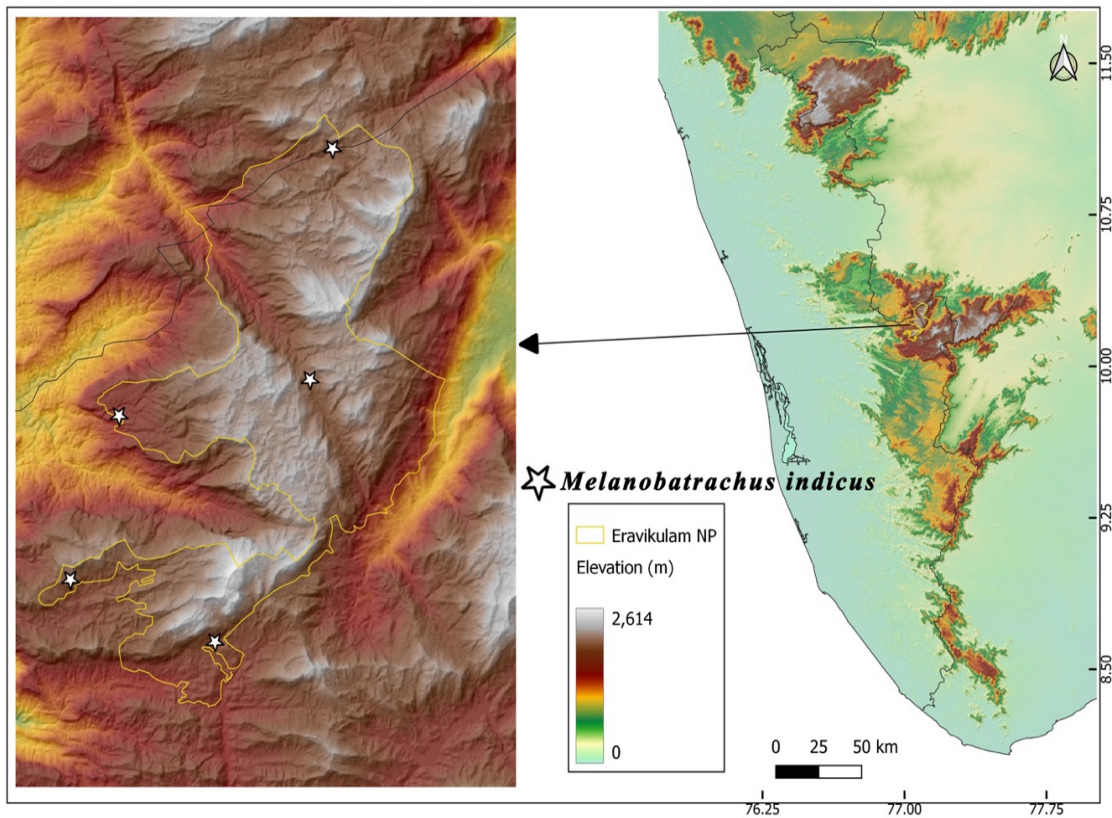 N
11.50
10.75
10.00
9.25
8.50
Melanobatrachus indicus
Eravikulam NP
Elevation (m)
2,614
0
0 25 50 km
76.25 77.00 77.75